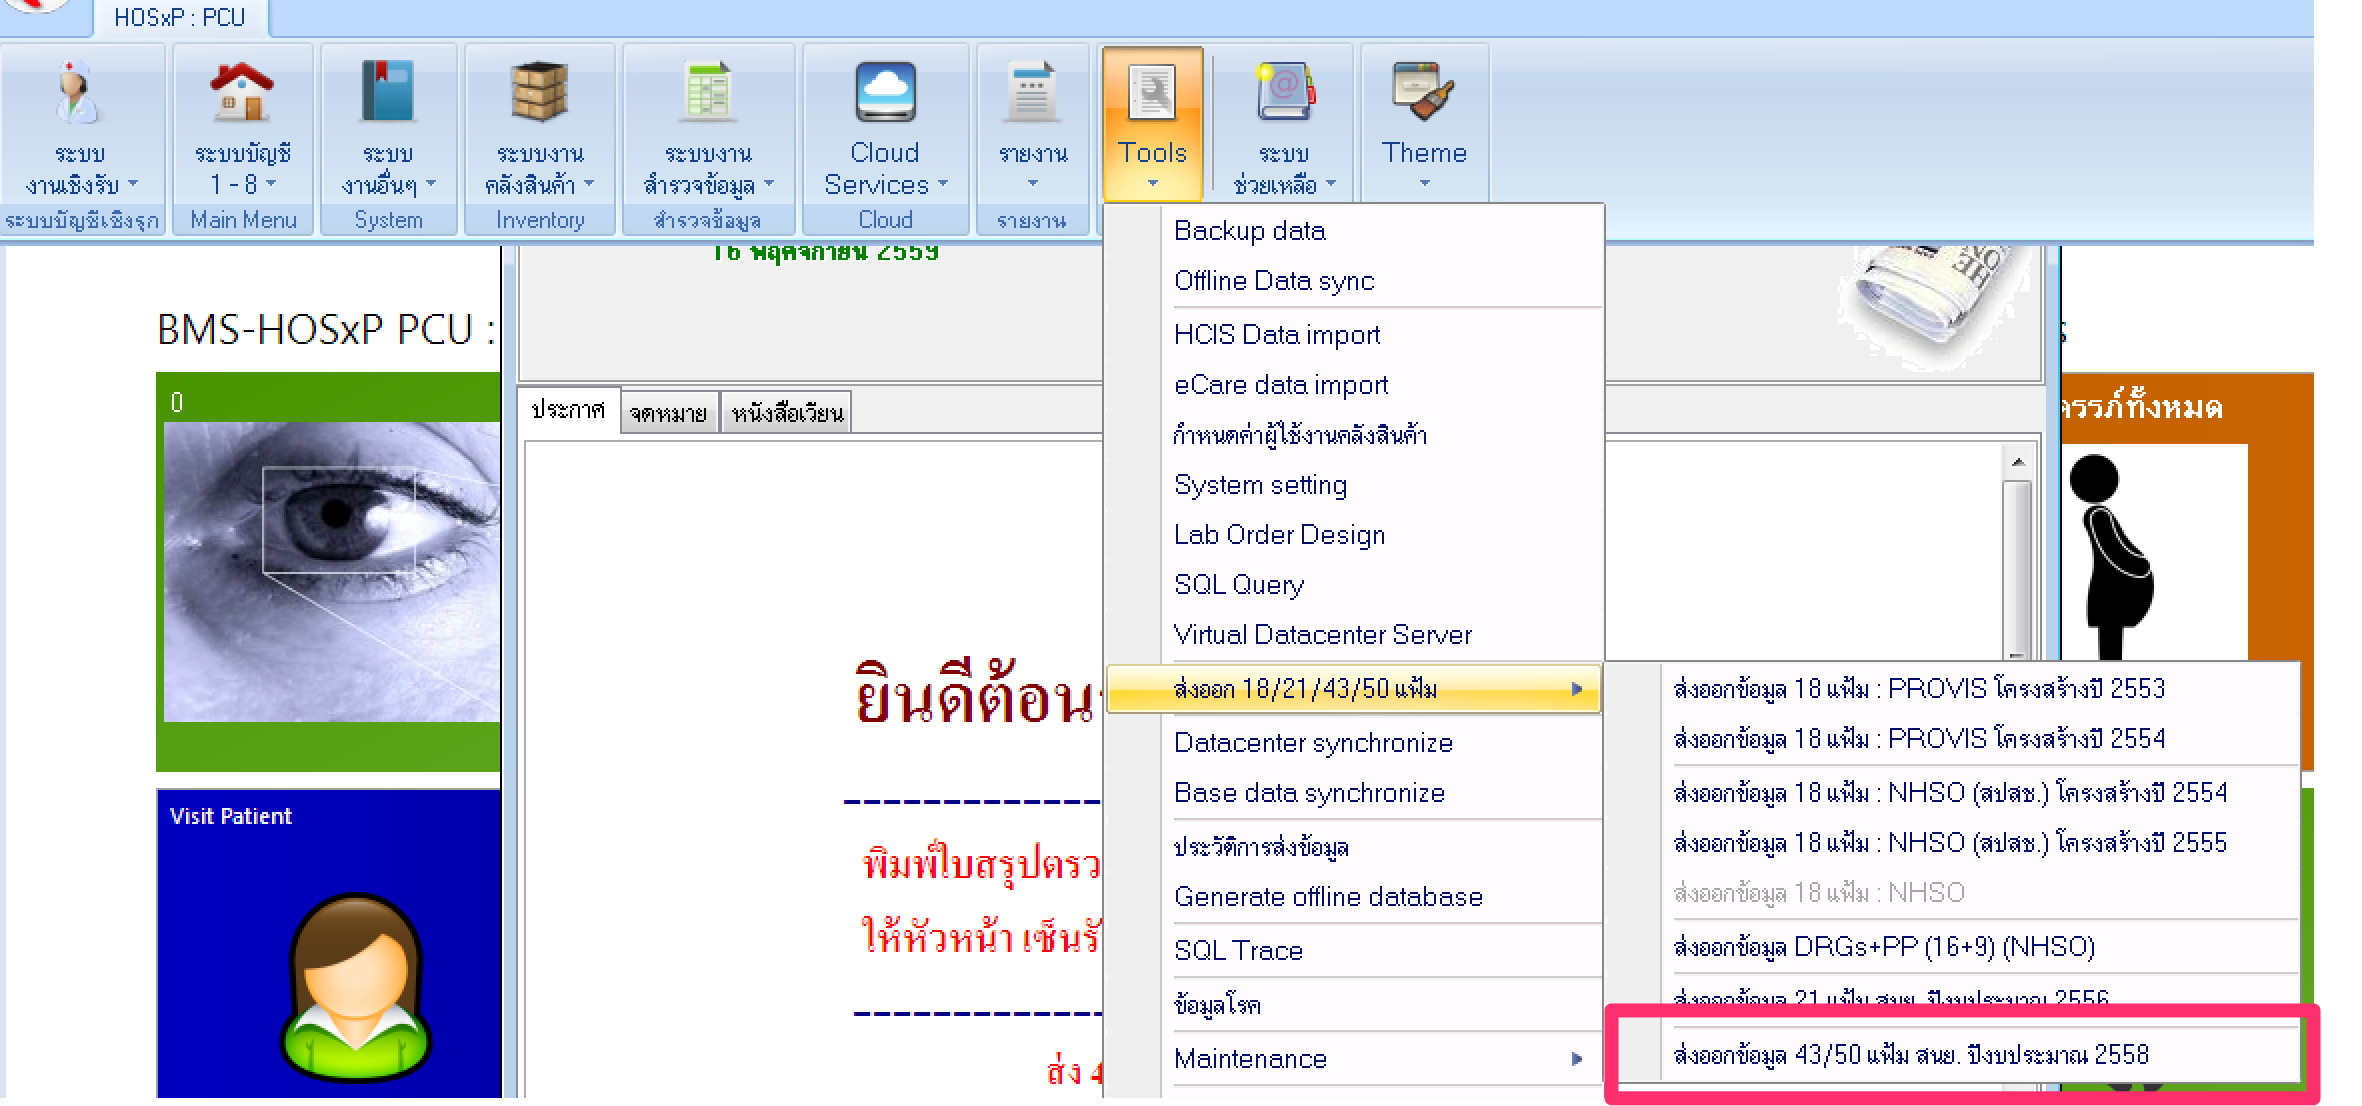 HOSxP : PCU
ระบบ
งานเชิงรับ
ระบบบัญชีเชิงรุก
ระบบบัญชี
1 - 8
Main Menu
ระบบ
งานอื่นๆ
System
ระบบงาน
คลังสินค้า
Inventory
ระบบงาน
สำรวจข้อมูล
สำรวจข้อมูล
Cloud
Services
Cloud
รายงาน
รายงาน
Tools
ระบบ
ช่วยเหลือ
Theme
16 พฤศจิกายน 2559
BMS-HOSxP PCU :
0
Visit Patient
ประกาศ
จดหมาย
หนังสือเวียน
ยินดีต้อน
พิมพ์ใบสรุปตรว
ให้หัวหน้า เซ็นรั
ส่ง 4
Backup data
Offline Data sync
HCIS Data import
eCare data import
กำหนดค่าผู้ใช้งานคลังสินค้า
System setting
Lab Order Design
SQL Query
Virtual Datacenter Server
ส่งออก 18/21/43/50 แฟ้ม
Datacenter synchronize
Base data synchronize
ประวัติการส่งข้อมูล
Generate offline database
SQL Trace
ข้อมูลโรค
Maintenance
ส่งออกข้อมูล 18 แฟ้ม : PROVIS โครงสร้างปี 2553
ส่งออกข้อมูล 18 แฟ้ม : PROVIS โครงสร้างปี 2554
ส่งออกข้อมูล 18 แฟ้ม : NHSO (สปสช.) โครงสร้างปี 2554
ส่งออกข้อมูล 18 แฟ้ม : NHSO (สปสช.) โครงสร้างปี 2555
ส่งออกข้อมูล 18 แฟ้ม : NHSO
ส่งออกข้อมูล DRGs+PP (16+9) (NHSO)
ส่งออกข้อมูล 21 แฟ้ม สนย. ปีงบประมาณ 2556
ส่งออกข้อมูล 43/50 แฟ้ม สนย. ปีงบประมาณ 2558
ครรภ์ทั้งหมด